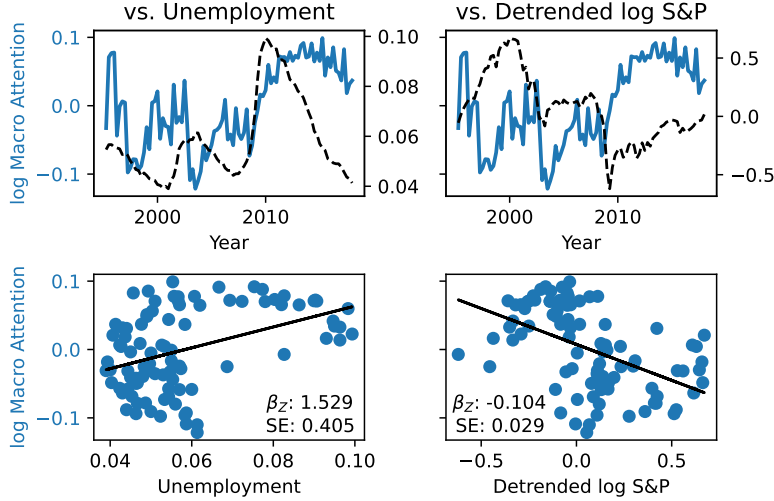 vs. Unemployment
vs. Detrended log S&P
log Macro Attention
0.1
0.0
−0.1
0.10
0.08
0.06
0.04
2000
2010
Year
0.5
0.0
−0.5
2000
2010
Year
log Macro Attention
0.1
0.0
−0.1
βZ: 1.529
SE: 0.405
0.04
0.06
0.08
0.10
Unemployment
βZ: -0.104
SE: 0.029
−0.5
0.0
0.5
Detrended log S&P